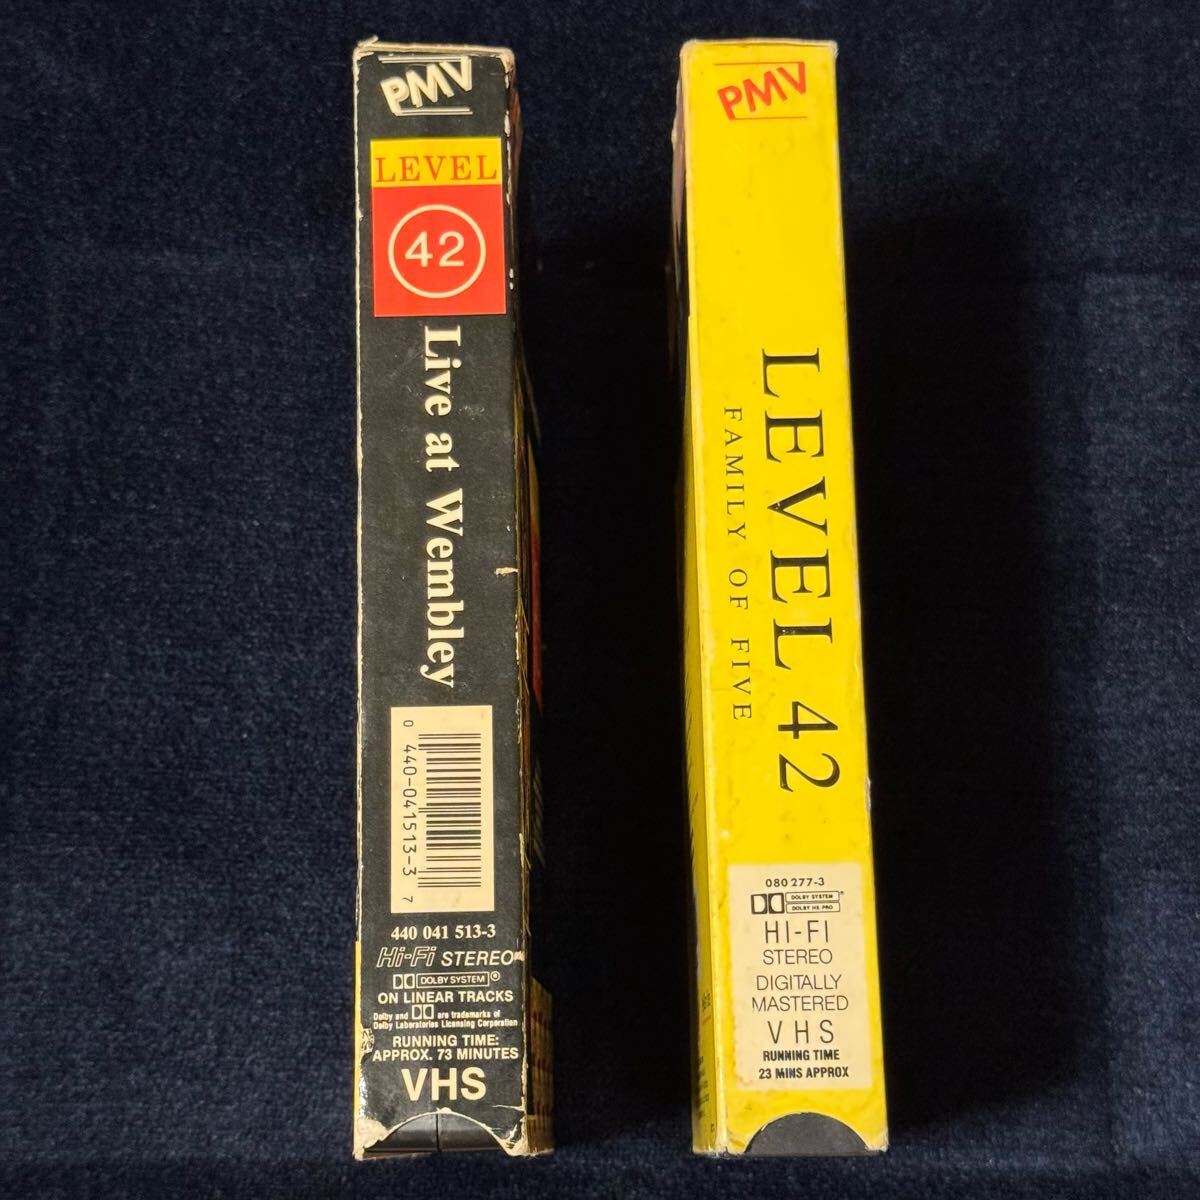 PMV
LEVEL
42
Live at Wembley
0 440-041513-3 7
440 041 513-3
Hi-Fi STEREO
DOLBY SYSTEM®
ON LINEAR TRACKS
Dolby and are trademarks of
Dolby Laboratories Licensing Corporation
RUNNING TIME:
APPROX. 73 MINUTES
VHS
PMV
LEVEL 42
FAMILY OF FIVE
080 277-3
DOLBY SYSTEM®
DOLBY HX PRO
HI-FI
STEREO
DIGITALLY
MASTERED
VHS
RUNNING TIME
23 MINS APPROX